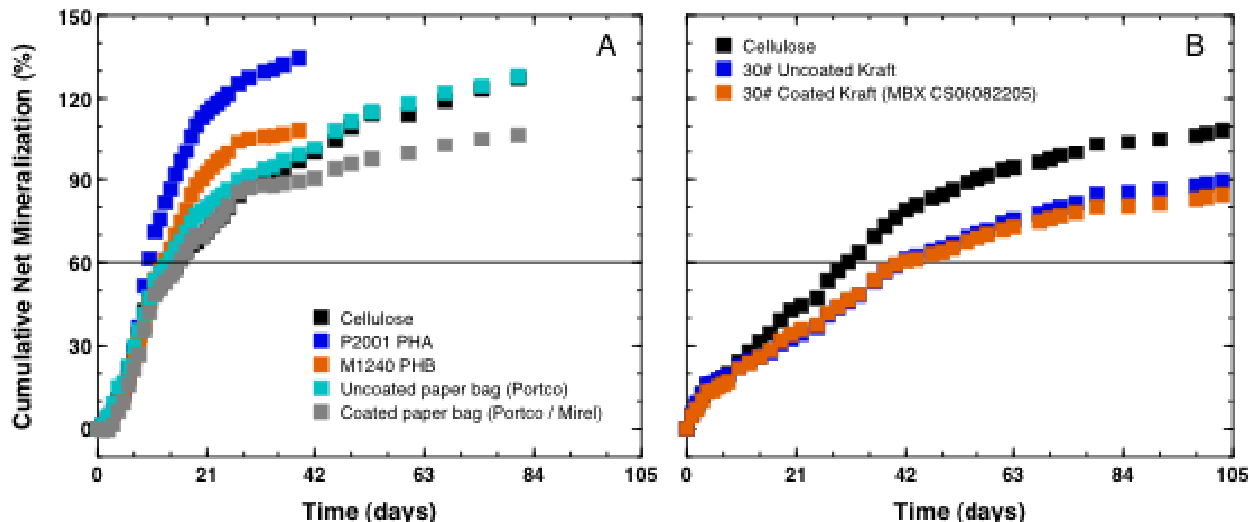 Cumulative Net Mineralization (%)
150
120
90
60
30
0
A
Cellulose
P2001 PHA
M1240 PHB
Uncoated paper bag (Portco)
Coated paper bag (Portco / Mirel)
0 21 42 63 84 105
Time (days)
B
Cellulose
30# Uncoated Kraft
30# Coated Kraft (MBX CS06082205)
0 21 42 63 84 105
Time (days)